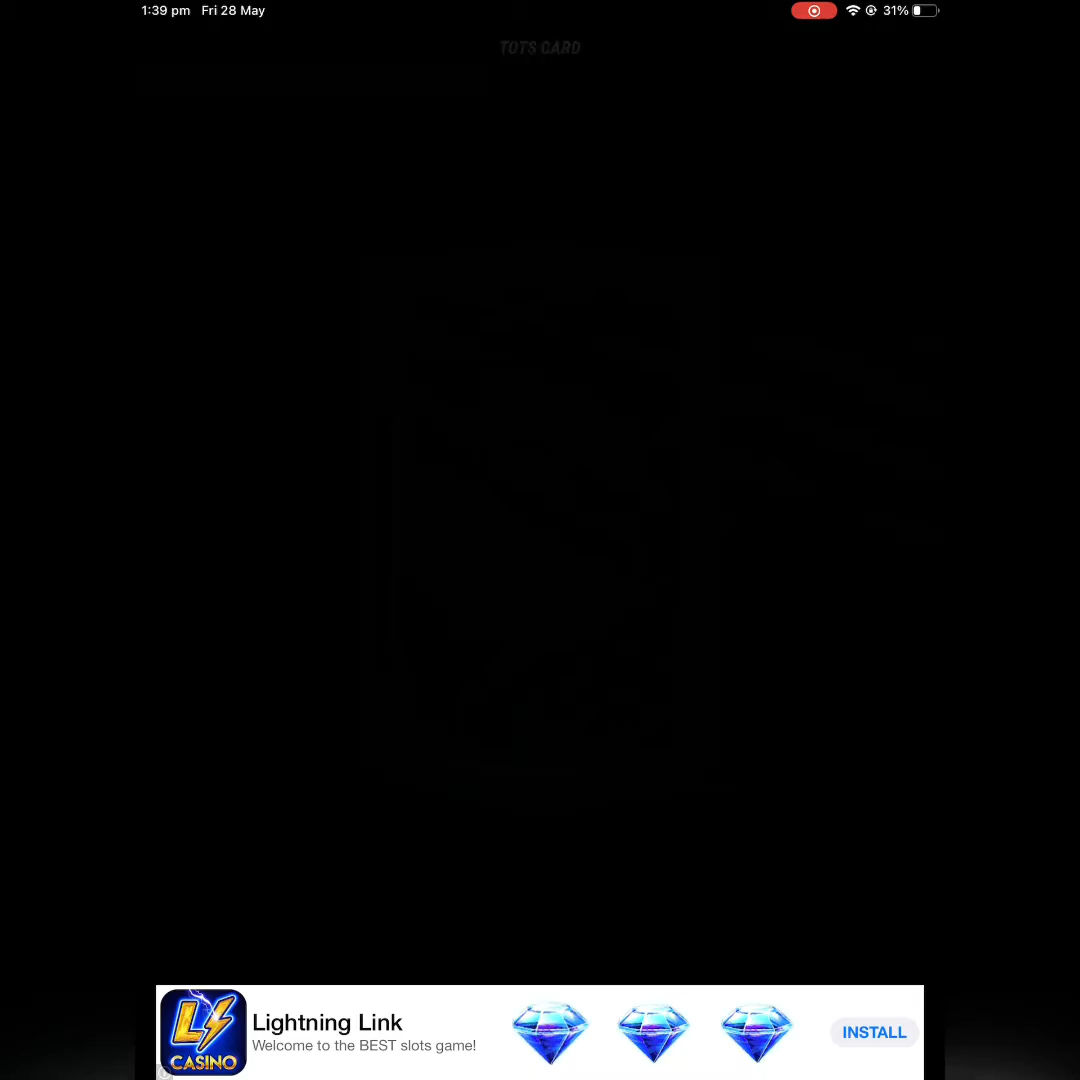 1:39 pm Fri 28 May
31%
TOTS CARD
Lightning Link
Welcome to the BEST slots game!
INSTALL
CASINO